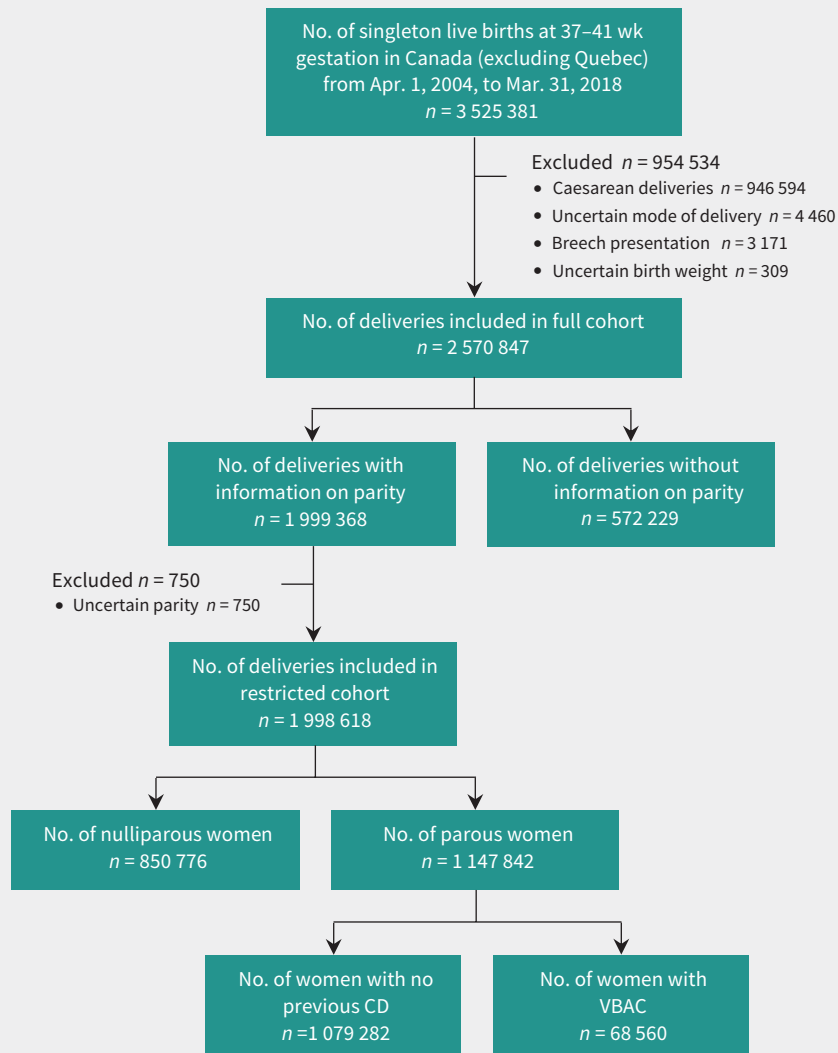 No. of singleton live births at 37–41 wk
gestation in Canada (excluding Quebec)
from Apr. 1, 2004, to Mar. 31, 2018
n = 3 525 381
Excluded n = 954 534
• Caesarean deliveries n = 946 594
• Uncertain mode of delivery n = 4 460
• Breech presentation n = 3 171
• Uncertain birth weight n = 309
No. of deliveries included in full cohort
n = 2 570 847
No. of deliveries with
information on parity
n = 1 999 368
No. of deliveries without
information on parity
n = 572 229
Excluded n = 750
• Uncertain parity n = 750
No. of deliveries included in
restricted cohort
n = 1 998 618
No. of nulliparous women
n = 850 776
No. of parous women
n = 1 147 842
No. of women with no
previous CD
n =1 079 282
No. of women with
VBAC
n = 68 560